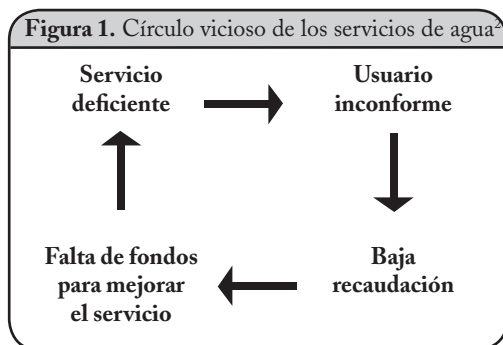 Figura 1. Círculo vicioso de los servicios de agua²
Servicio
deficiente
Usuario
inconforme
Falta de fondos
para mejorar
el servicio
Baja
recaudación